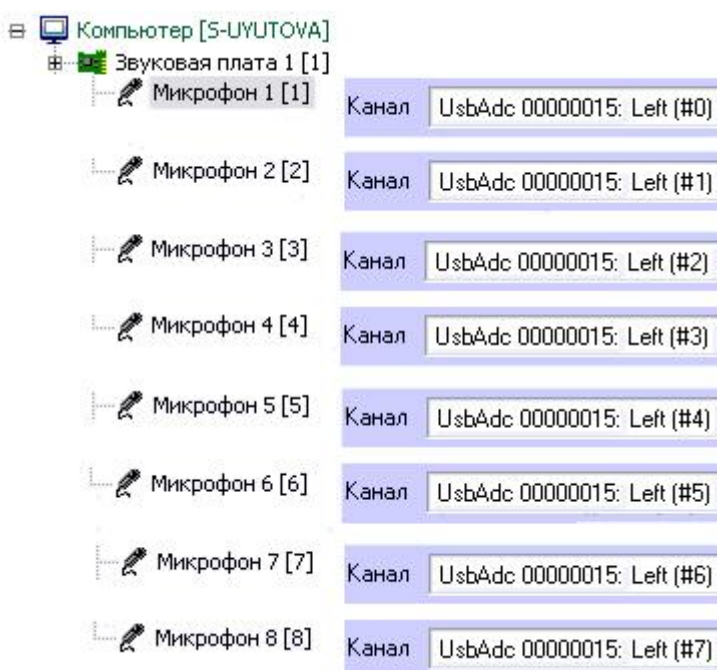 Компьютер [S-UYUTOVA]
Звуковая плата 1 [1]
Микрофон 1 [1] Канал UsbAdc 00000015: Left (#0)
Микрофон 2 [2] Канал UsbAdc 00000015: Left (#1)
Микрофон 3 [3] Канал UsbAdc 00000015: Left (#2)
Микрофон 4 [4] Канал UsbAdc 00000015: Left (#3)
Микрофон 5 [5] Канал UsbAdc 00000015: Left (#4)
Микрофон 6 [6] Канал UsbAdc 00000015: Left (#5)
Микрофон 7 [7] Канал UsbAdc 00000015: Left (#6)
Микрофон 8 [8] Канал UsbAdc 00000015: Left (#7)